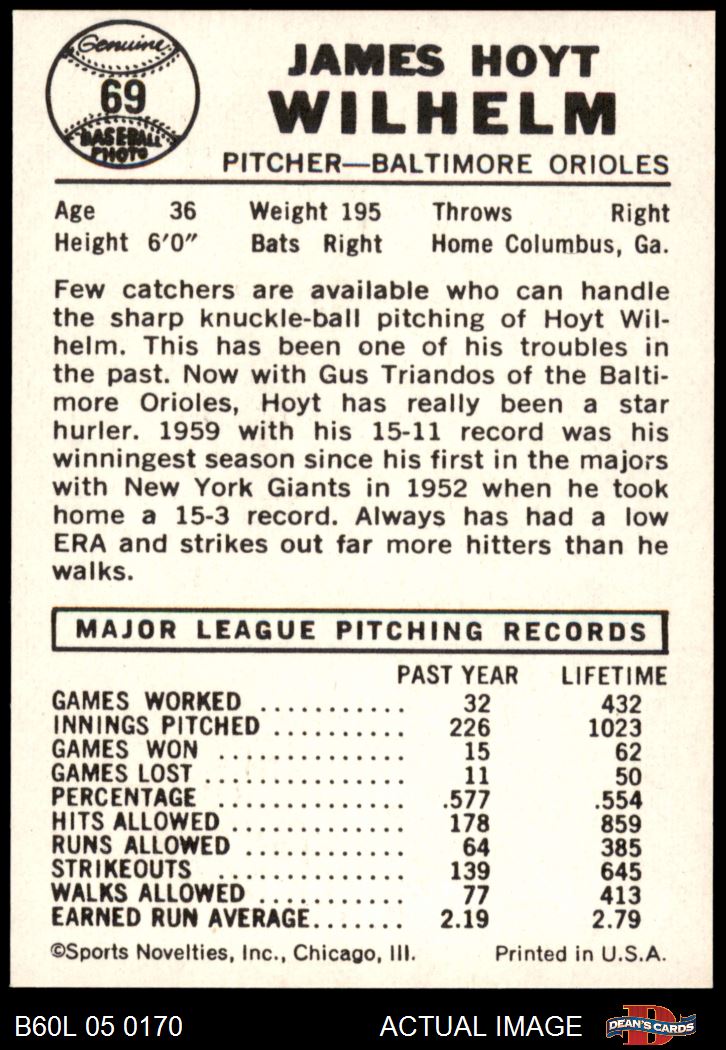 Genuine
69
BASEBALL
PHOTO
JAMES HOYT
WILHELM
PITCHER—BALTIMORE ORIOLES
Age 36 Weight 195 Throws Right
Height 6'0" Bats Right Home Columbus, Ga.
Few catchers are available who can handle
the sharp knuckle-ball pitching of Hoyt Wil-
helm. This has been one of his troubles in
the past. Now with Gus Triandos of the Balti-
more Orioles, Hoyt has really been a star
hurler. 1959 with his 15-11 record was his
winningest season since his first in the majors
with New York Giants in 1952 when he took
home a 15-3 record. Always has had a low
ERA and strikes out far more hitters than he
walks.
MAJOR LEAGUE PITCHING RECORDS
PAST YEAR LIFETIME
GAMES WORKED ........... 32 432
INNINGS PITCHED .......... 226 1023
GAMES WON .............. 15 62
GAMES LOST ............... 11 50
PERCENTAGE .............. .577 .554
HITS ALLOWED ............. 178 859
RUNS ALLOWED ............ 64 385
STRIKEOUTS .............. 139 645
WALKS ALLOWED ........... 77 413
EARNED RUN AVERAGE....... 2.19 2.79
©Sports Novelties, Inc., Chicago, Ill. Printed in U.S.A.
B60L 05 0170 ACTUAL IMAGE DEAN'S CARDS